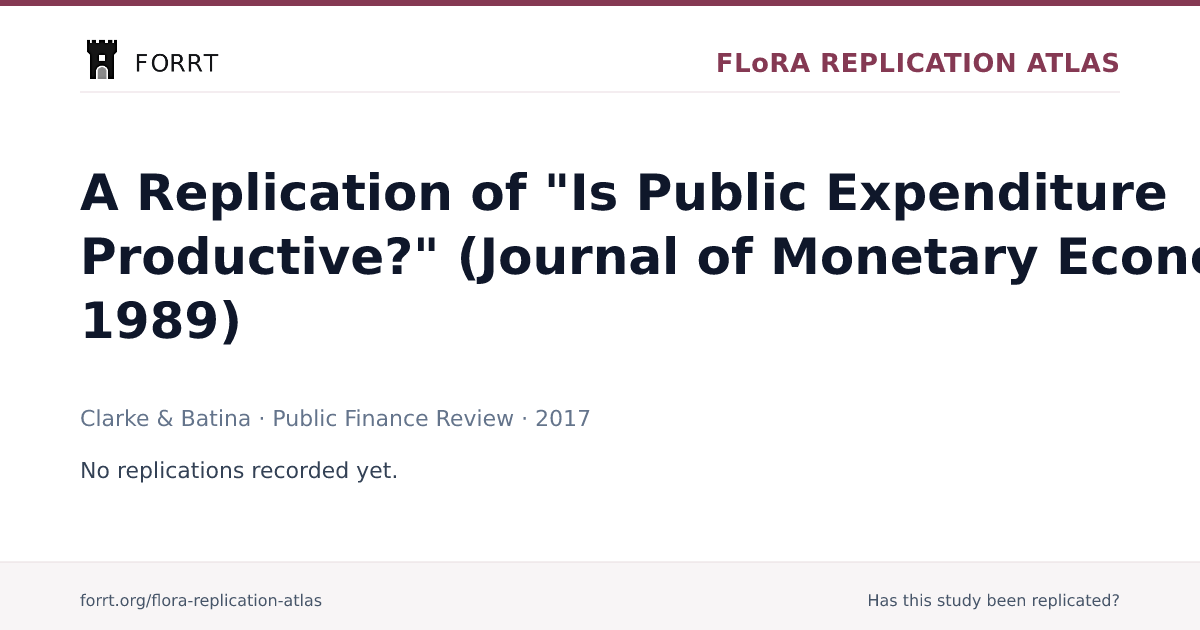 FORRT
FLoRA REPLICATION ATLAS
A Replication of "Is Public Expenditure
Productive?" (Journal of Monetary Econ
1989)
Clarke & Batina · Public Finance Review · 2017
No replications recorded yet.
forrt.org/flora-replication-atlas
Has this study been replicated?